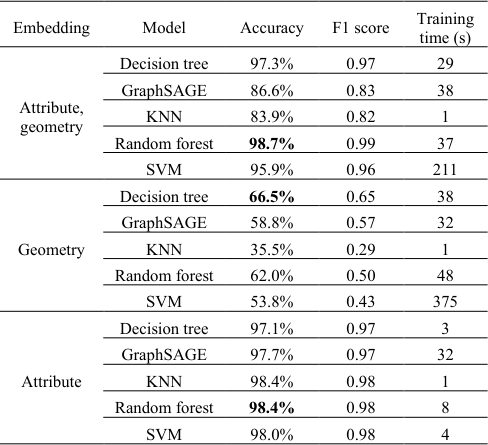 Embedding Model Accuracy F1 score Training time (s)
Attribute, geometry
Decision tree 97.3% 0.97 29
GraphSAGE 86.6% 0.83 38
KNN 83.9% 0.82 1
Random forest 98.7% 0.99 37
SVM 95.9% 0.96 211
Geometry
Decision tree 66.5% 0.65 38
GraphSAGE 58.8% 0.57 32
KNN 35.5% 0.29 1
Random forest 62.0% 0.50 48
SVM 53.8% 0.43 375
Attribute
Decision tree 97.1% 0.97 3
GraphSAGE 97.7% 0.97 32
KNN 98.4% 0.98 1
Random forest 98.4% 0.98 8
SVM 98.0% 0.98 4